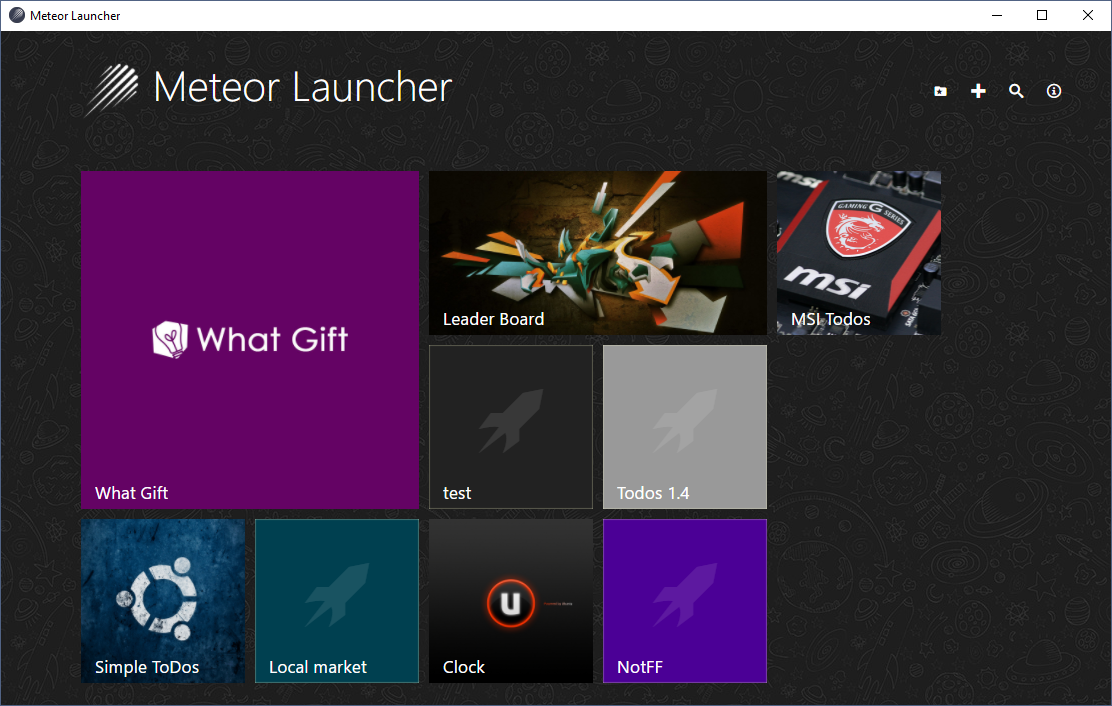 Meteor Launcher
Meteor Launcher
What Gift
What Gift
Leader Board
GAMING G SERIES
msi
MSI Todos
test
Todos 1.4
Simple ToDos
Local market
U
Clock
NotFF